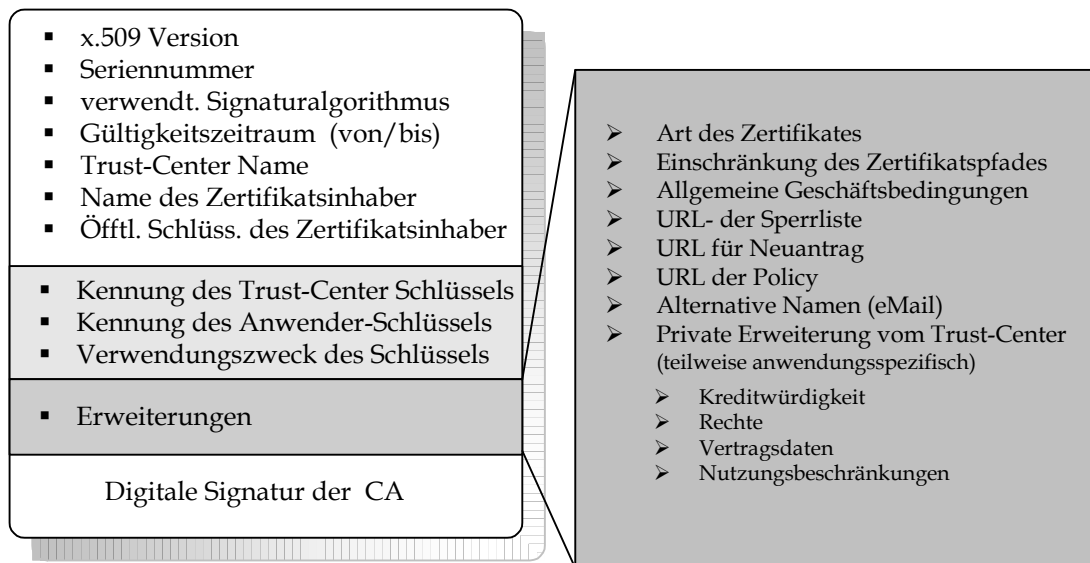 x.509 Version
Seriennummer
verwendt. Signaturalgorithmus
Gültigkeitszeitraum (von/bis)
Trust-Center Name
Name des Zertifikatsinhaber
Öfftl. Schlüss. des Zertifikatsinhaber
Kennung des Trust-Center Schlüssels
Kennung des Anwender-Schlüssels
Verwendungszweck des Schlüssels
Erweiterungen
Digitale Signatur der CA
Art des Zertifikates
Einschränkung des Zertifikatspfades
Allgemeine Geschäftsbedingungen
URL- der Sperrliste
URL für Neuantrag
URL der Policy
Alternative Namen (eMail)
Private Erweiterung vom Trust-Center
(teilweise anwendungsspezifisch)
Kreditwürdigkeit
Rechte
Vertragsdaten
Nutzungsbeschränkungen